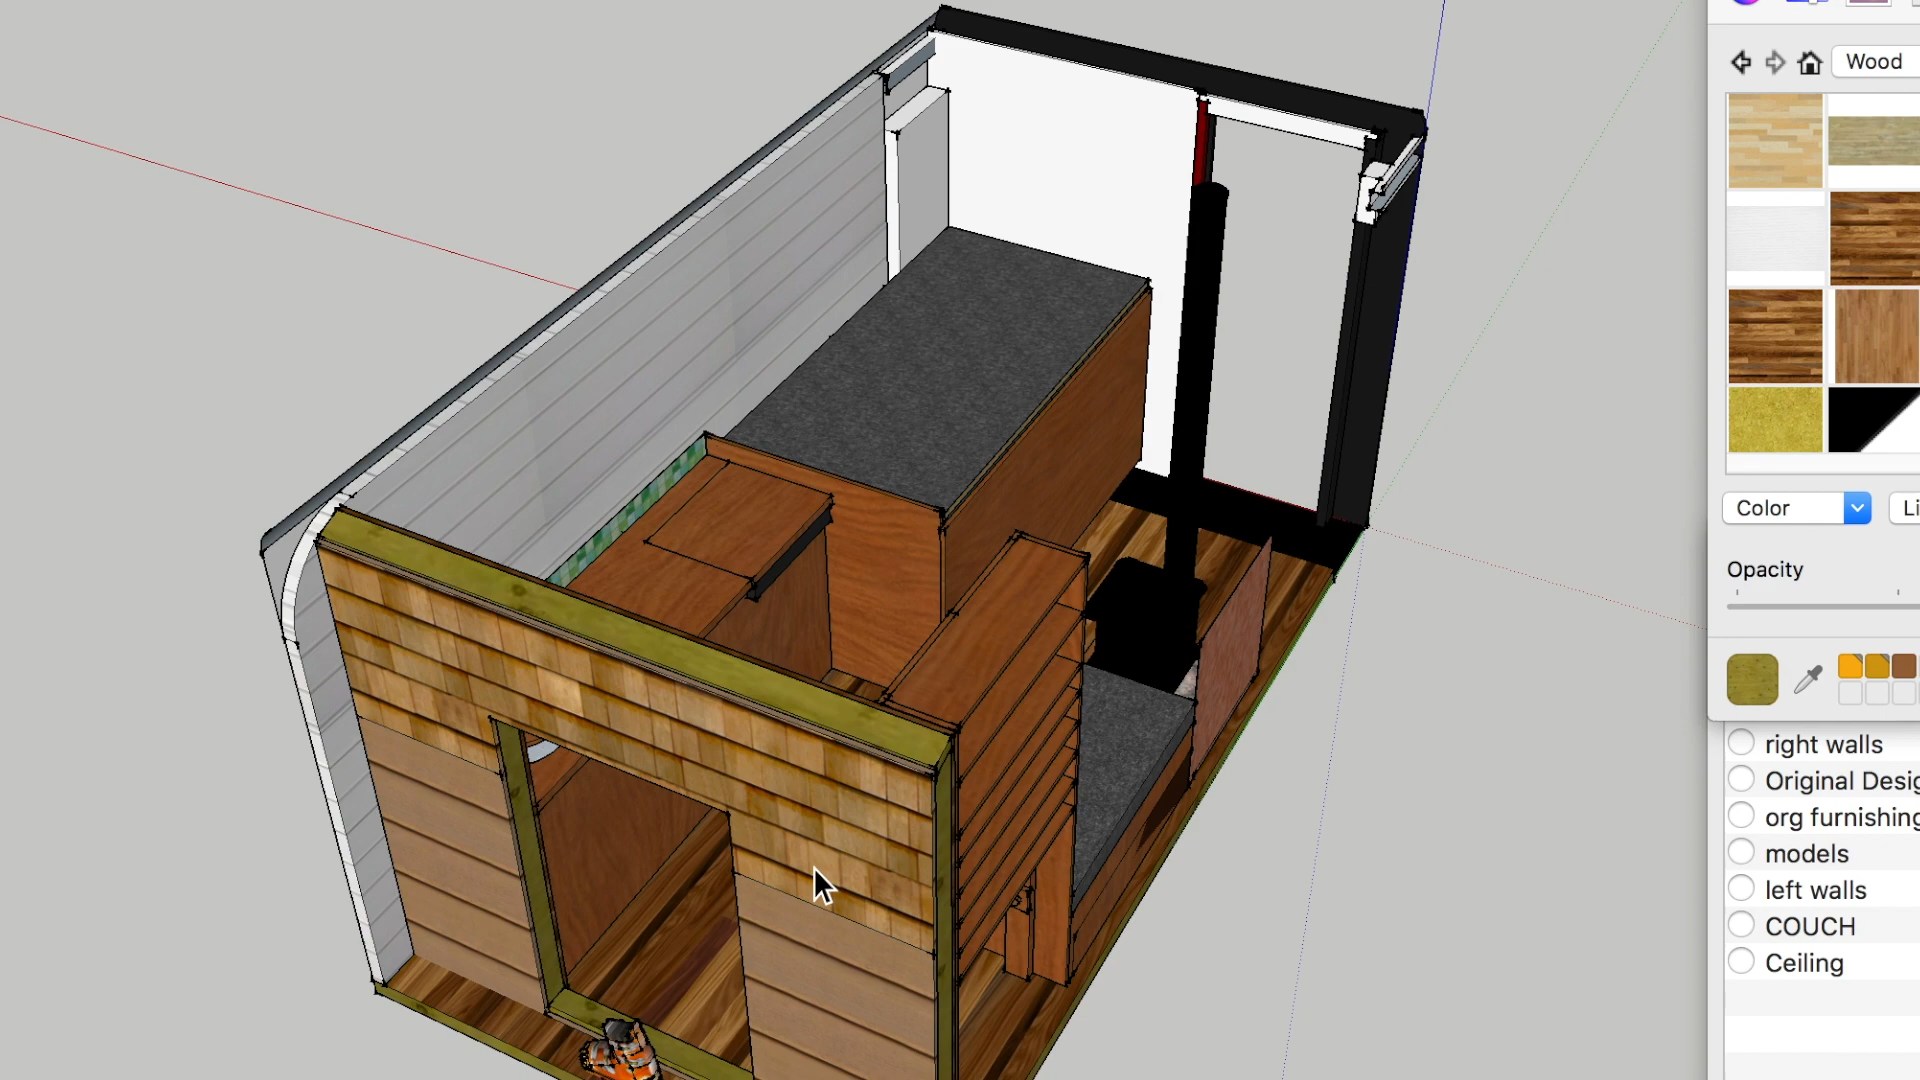 Wood
Color
Li
Opacity
right walls
Original Desig
org furnishing
models
left walls
COUCH
Ceiling